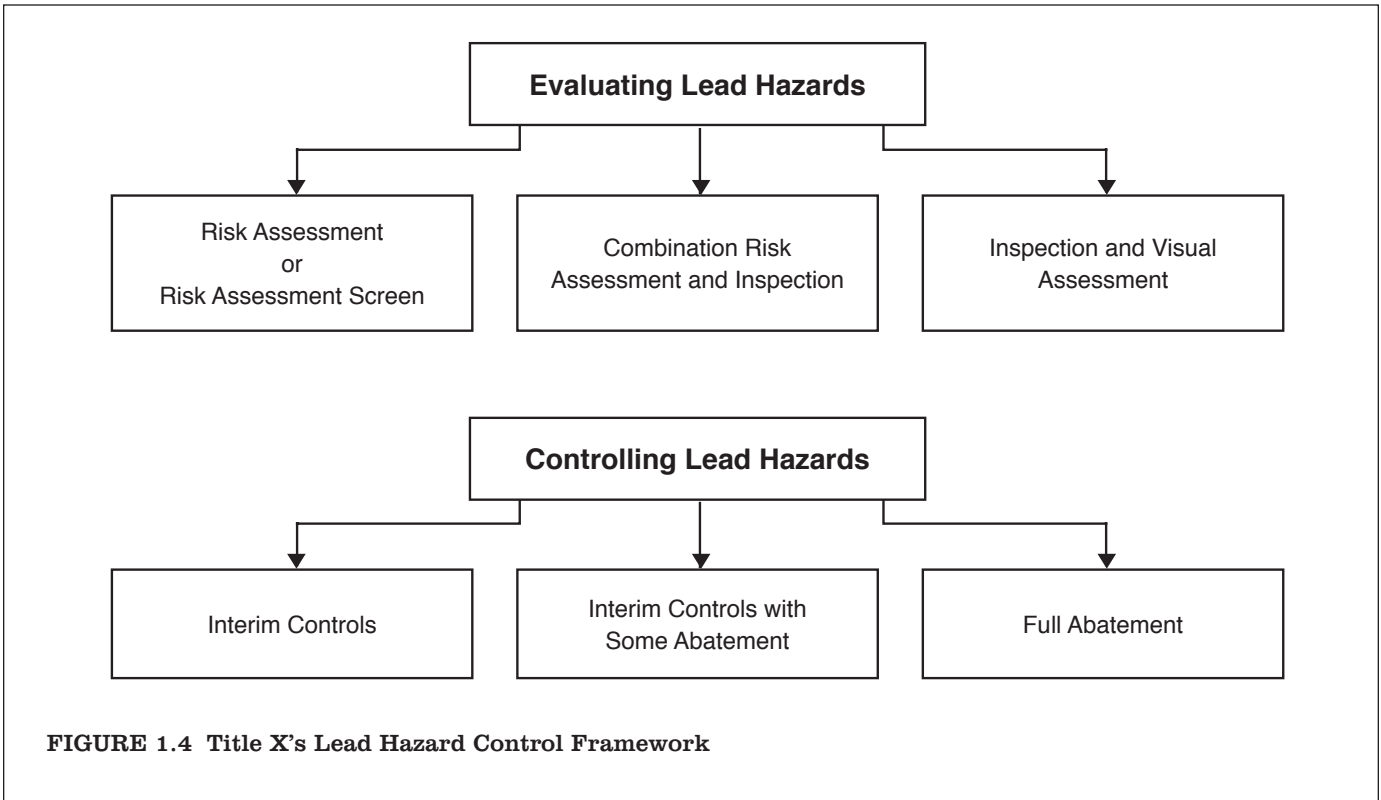 Evaluating Lead Hazards
Risk Assessment
or
Risk Assessment Screen
Combination Risk
Assessment and Inspection
Inspection and Visual
Assessment
Controlling Lead Hazards
Interim Controls
Interim Controls with
Some Abatement
Full Abatement
FIGURE 1.4 Title X's Lead Hazard Control Framework